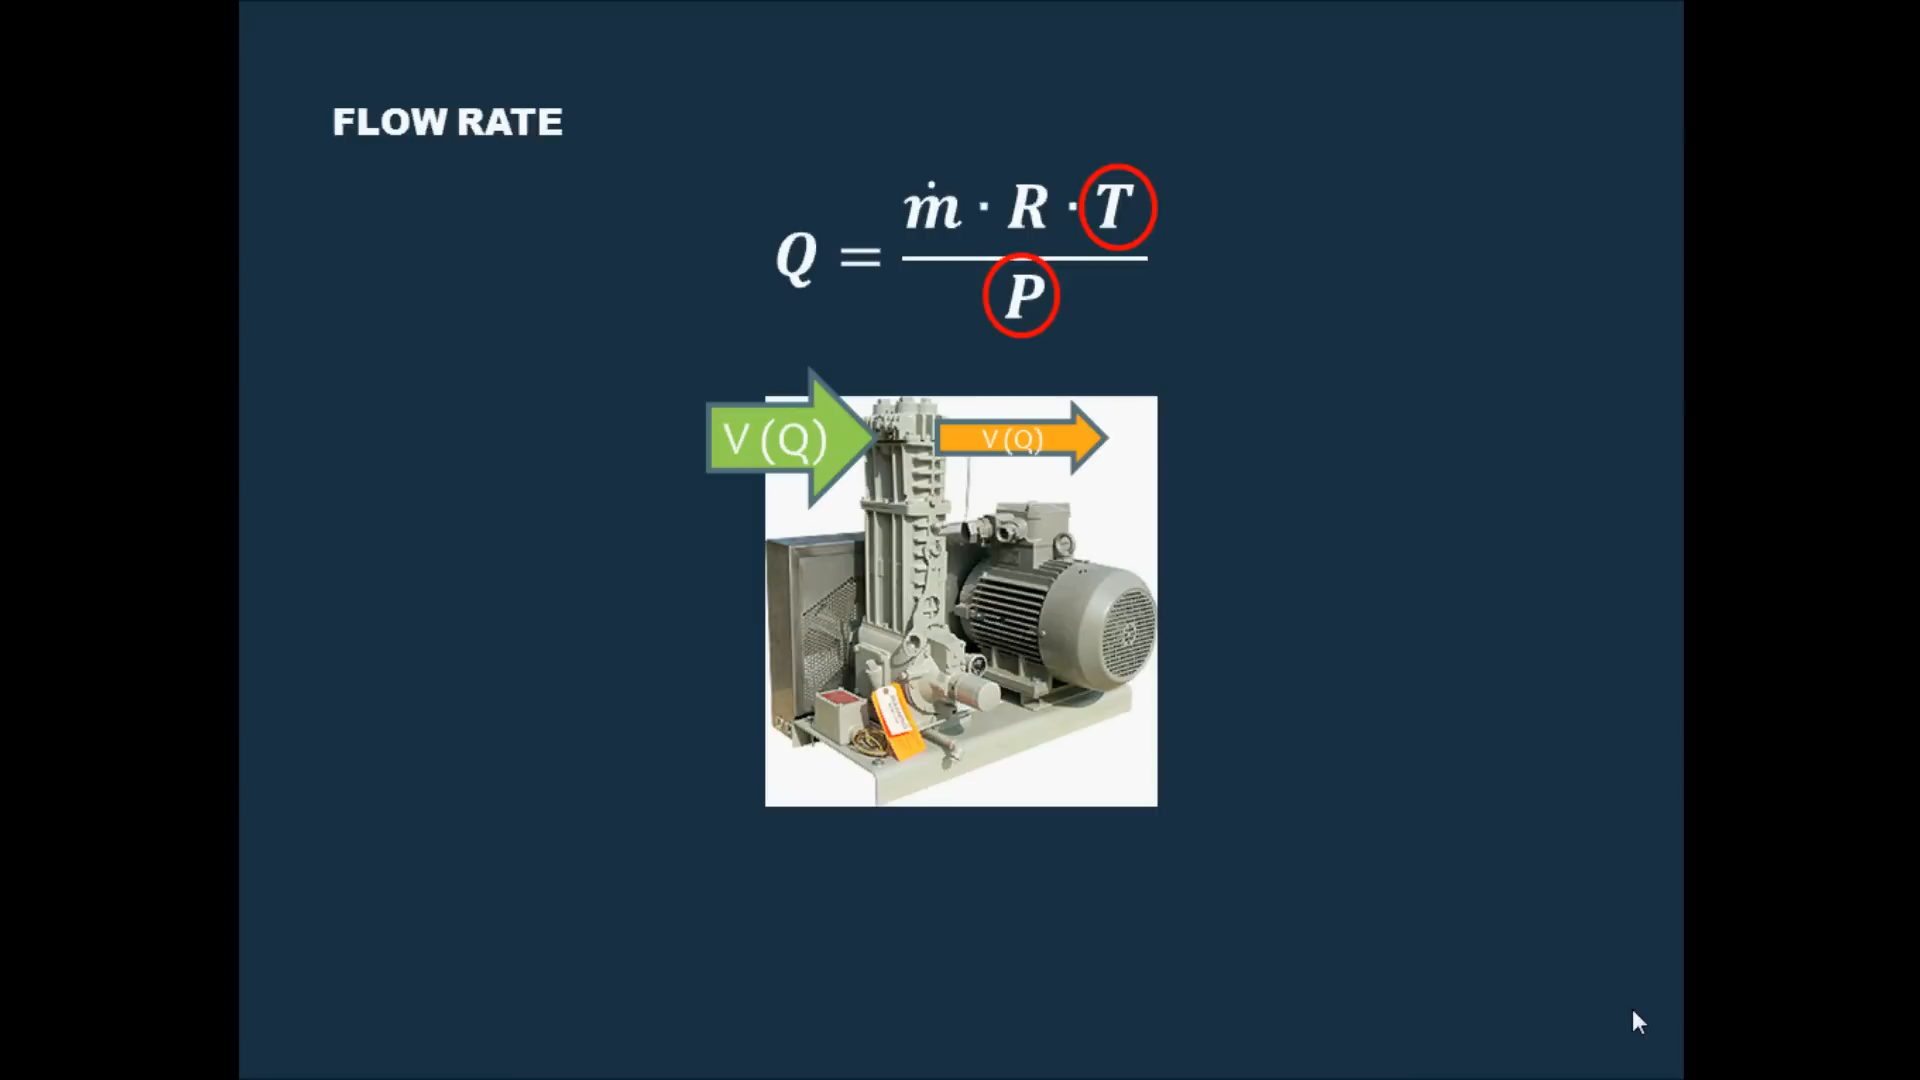 FLOW RATE
Q = ṁ · R · T / P
V (Q)
V (Q)